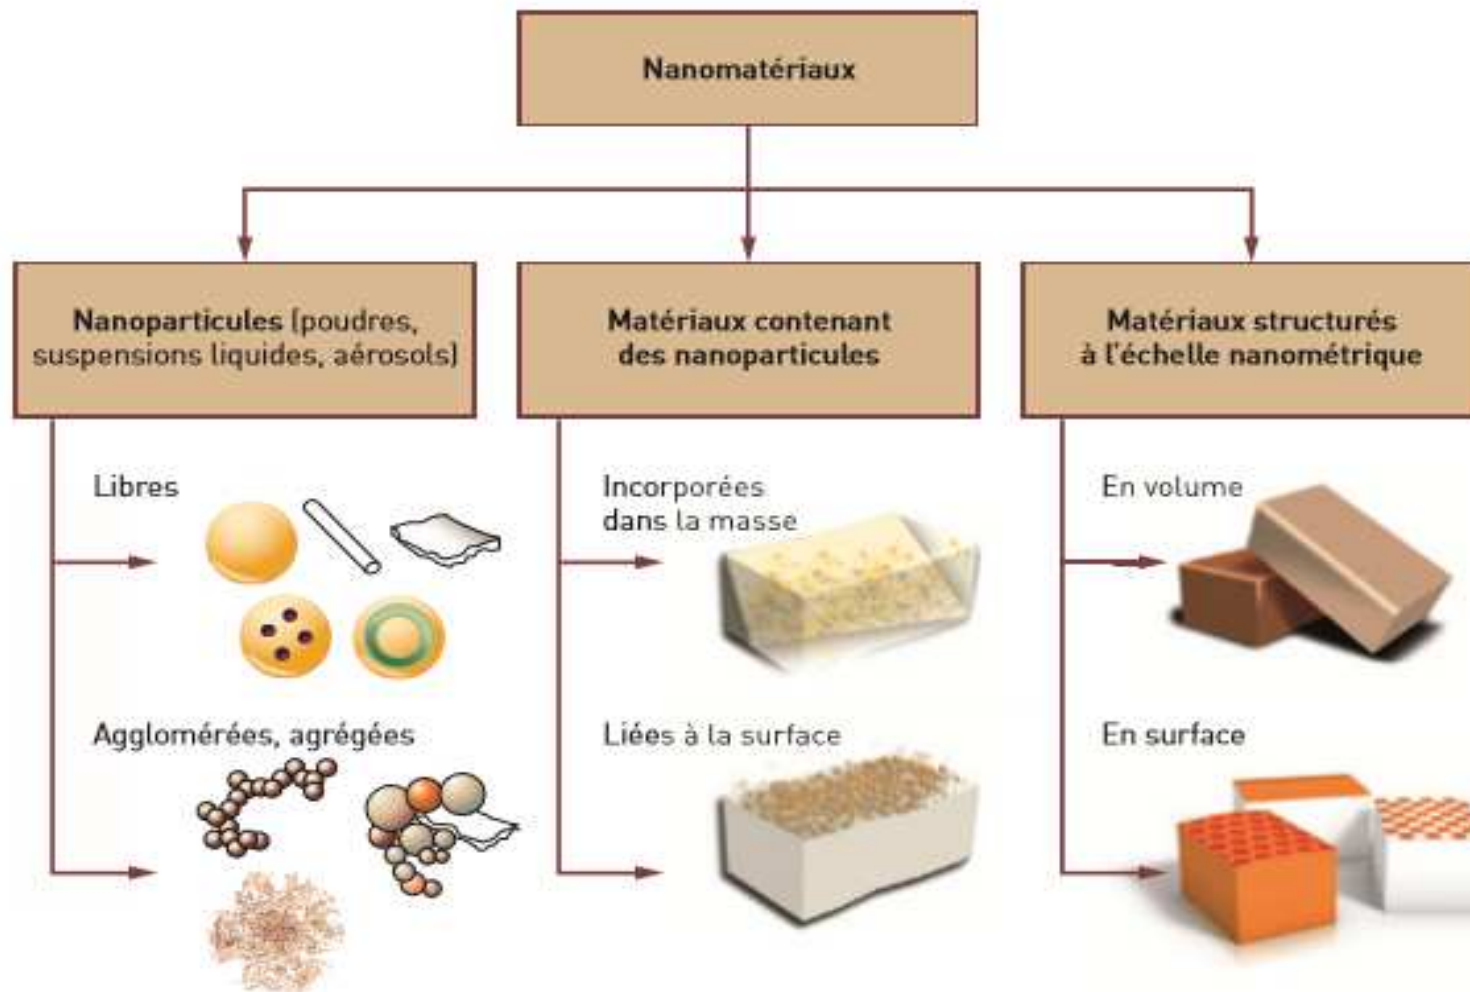 Nanomatériaux
Nanoparticules (poudres,
suspensions liquides, aérosols)
Matériaux contenant
des nanoparticules
Matériaux structurés
à l'échelle nanométrique
Libres
Incorporées
dans la masse
En volume
Agglomérées, agrégées
Liées à la surface
En surface